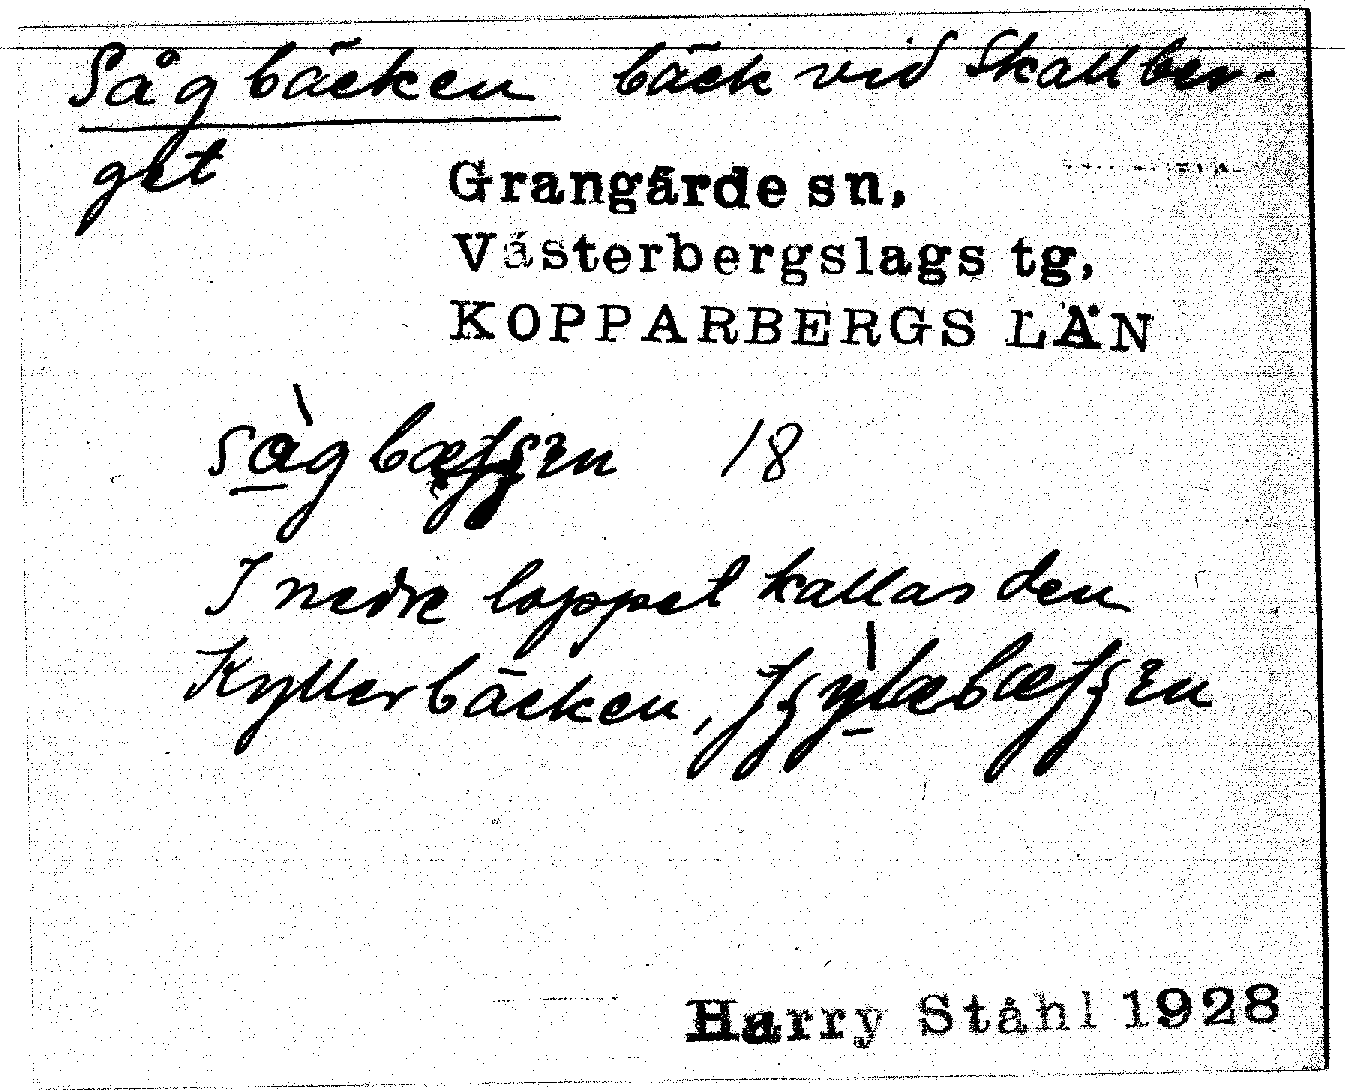 Sågbäcken bäck vid Skallber-
get
Grangärde sn,
Västerbergslags tg,
KOPPARBERGS LÄN
18
I nedre loppet kallas den
Kyllerbäcken,
Harry Ståhl 1928